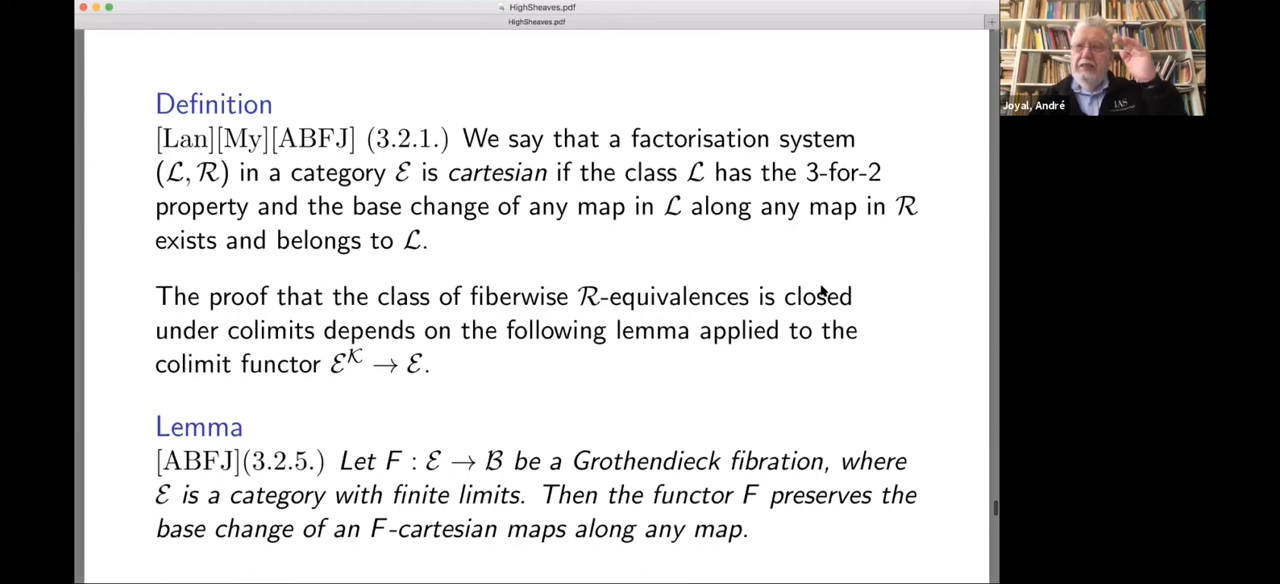 HighSheaves.pdf
HighSheaves.pdf
Definition
[Lan][My][ABFJ] (3.2.1.) We say that a factorisation system
(ℒ, ℛ) in a category ℰ is cartesian if the class ℒ has the 3-for-2
property and the base change of any map in ℒ along any map in ℛ
exists and belongs to ℒ.
The proof that the class of fiberwise ℛ-equivalences is closed
under colimits depends on the following lemma applied to the
colimit functor ℰ^𝒦 → ℰ.
Lemma
[ABFJ](3.2.5.) Let F : ℰ → ℬ be a Grothendieck fibration, where
ℰ is a category with finite limits. Then the functor F preserves the
base change of an F-cartesian maps along any map.
Joyal, André
IAS